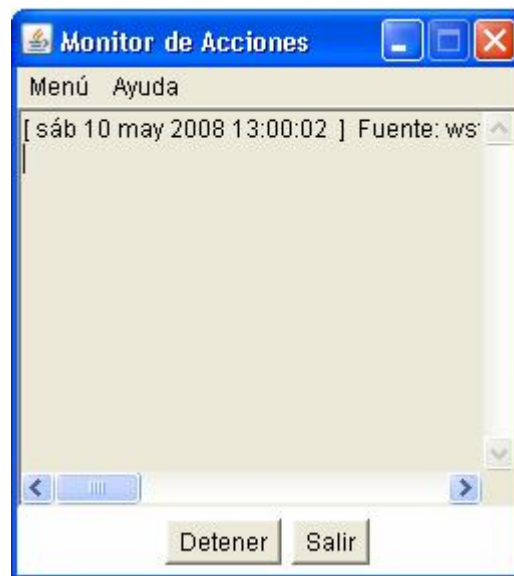 Monitor de Acciones
Menú Ayuda
[ sáb 10 may 2008 13:00:02 ] Fuente:
Detener Salir